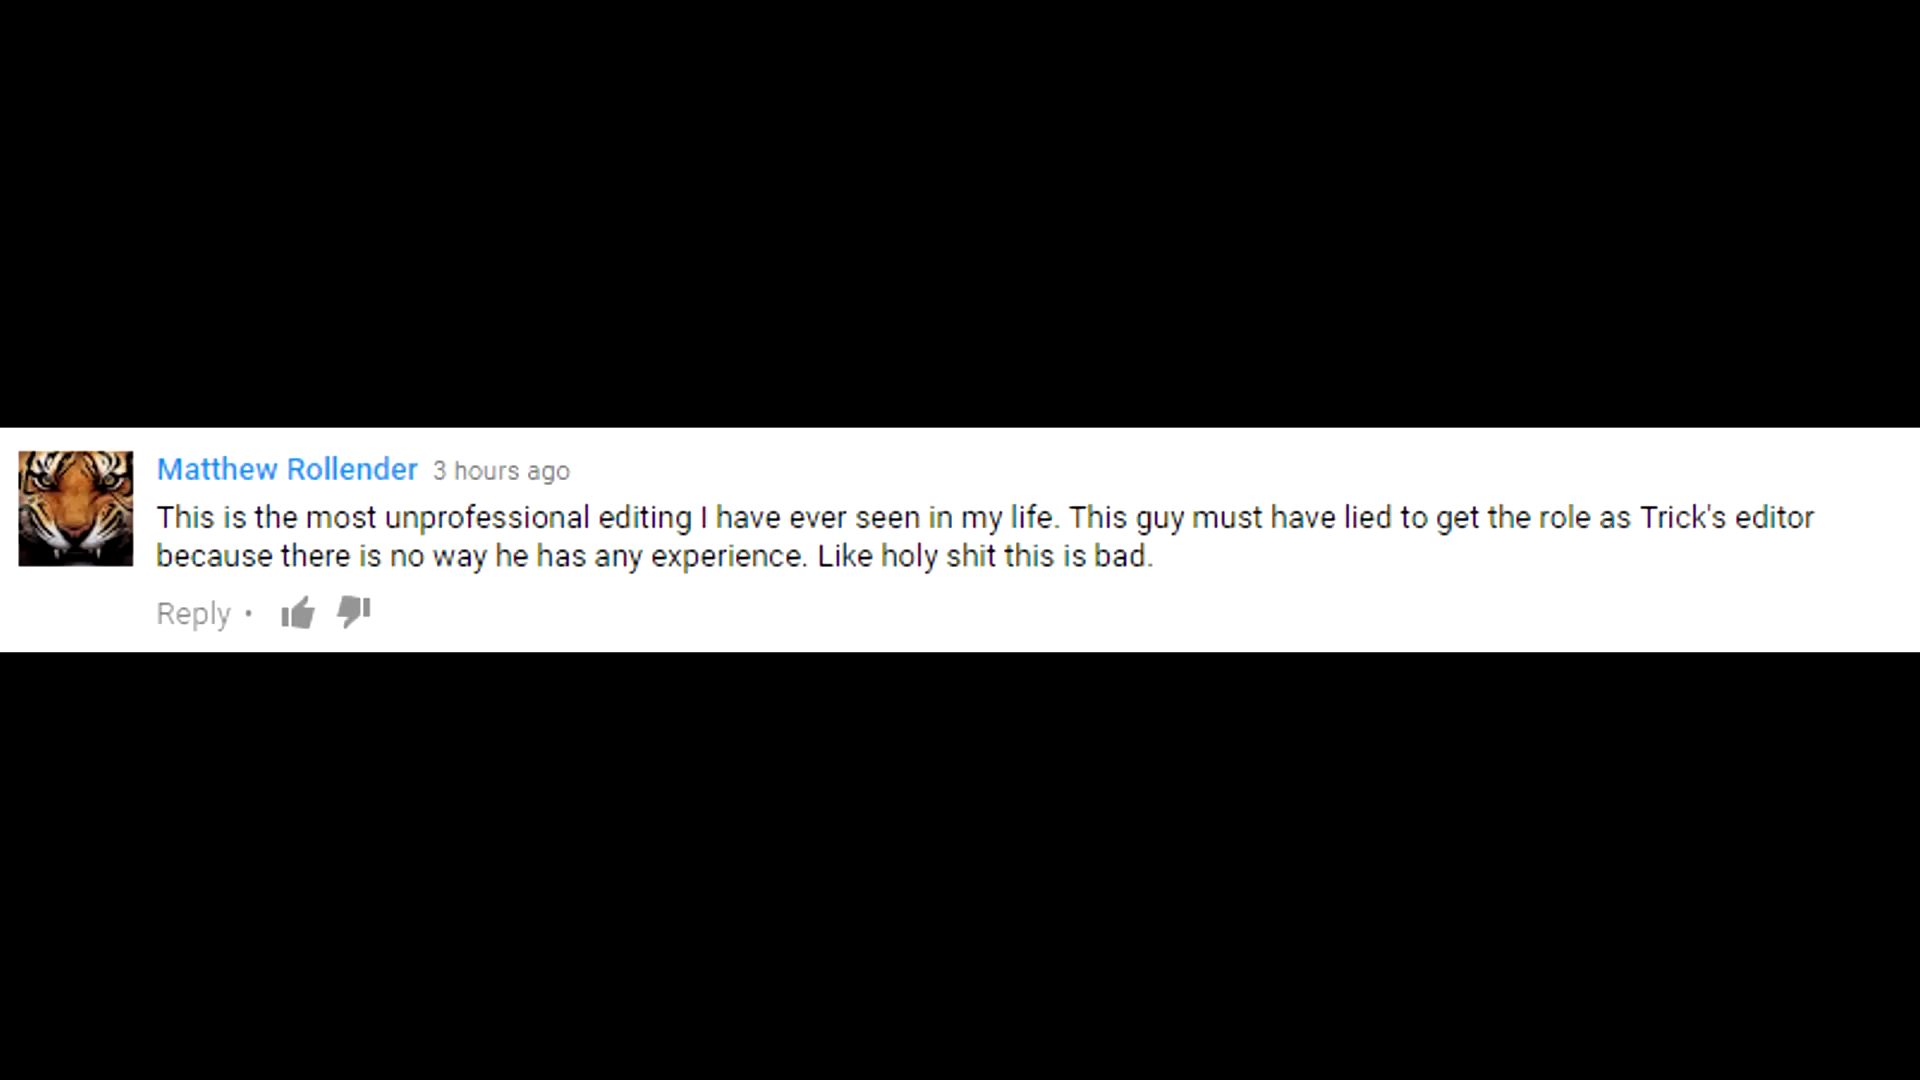 Matthew Rollender 3 hours ago
This is the most unprofessional editing I have ever seen in my life. This guy must have lied to get the role as Trick's editor
because there is no way he has any experience. Like holy shit this is bad.
Reply •